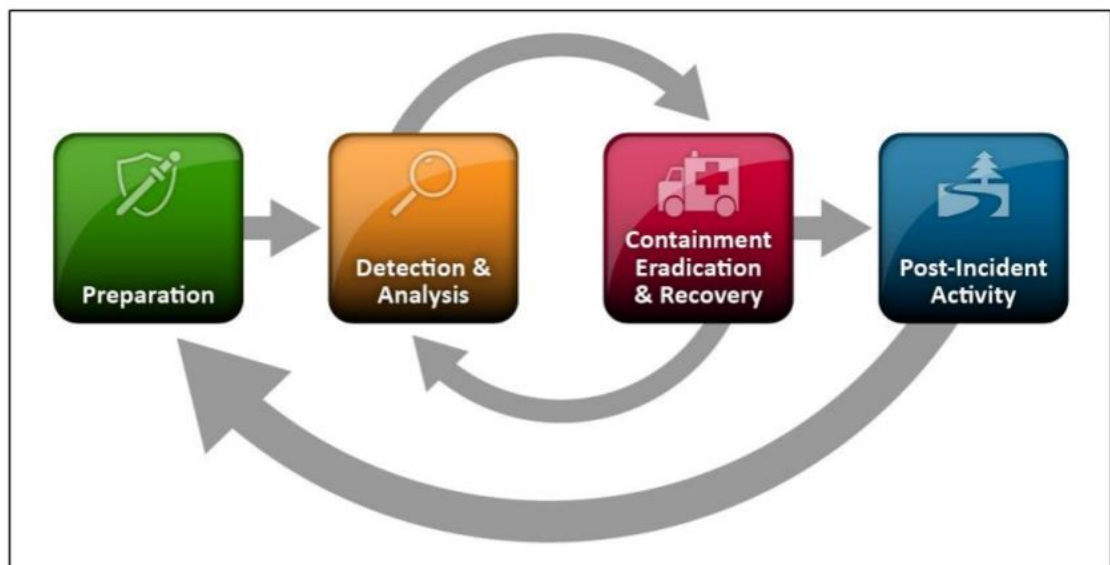 Preparation
Detection &
Analysis
Containment
Eradication
& Recovery
Post-Incident
Activity